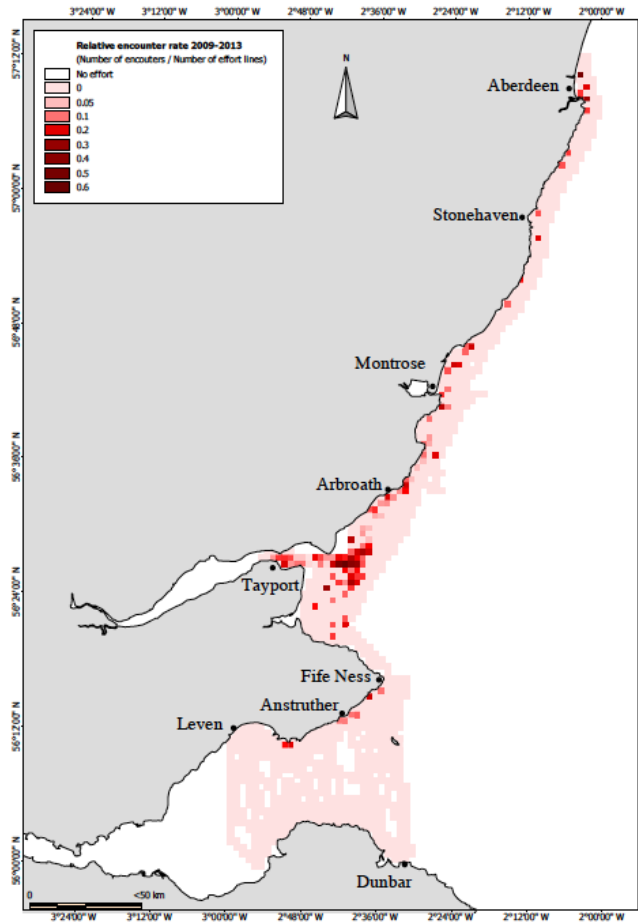 3°24'00" W 3°12'00" W 3°00'00" W 2°48'00" W 2°36'00" W 2°24'00" W 2°12'00" W 2°00'00" W
Relative encounter rate 2009-2013
(Number of encouters / Number of effort lines)
No effort
0
0.05
0.1
0.2
0.3
0.4
0.5
0.6
N
57°12'00" N
Aberdeen
57°00'00" N
Stonehaven
56°48'00" N
Montrose
56°36'00" N
Arbroath
56°24'00" N
Tayport
Fife Ness
Anstruther
Leven
56°12'00" N
56°00'00" N
Dunbar
0 <50 km
3°24'00" W 3°12'00" W 3°00'00" W 2°48'00" W 2°36'00" W 2°24'00" W 2°12'00" W 2°00'00" W